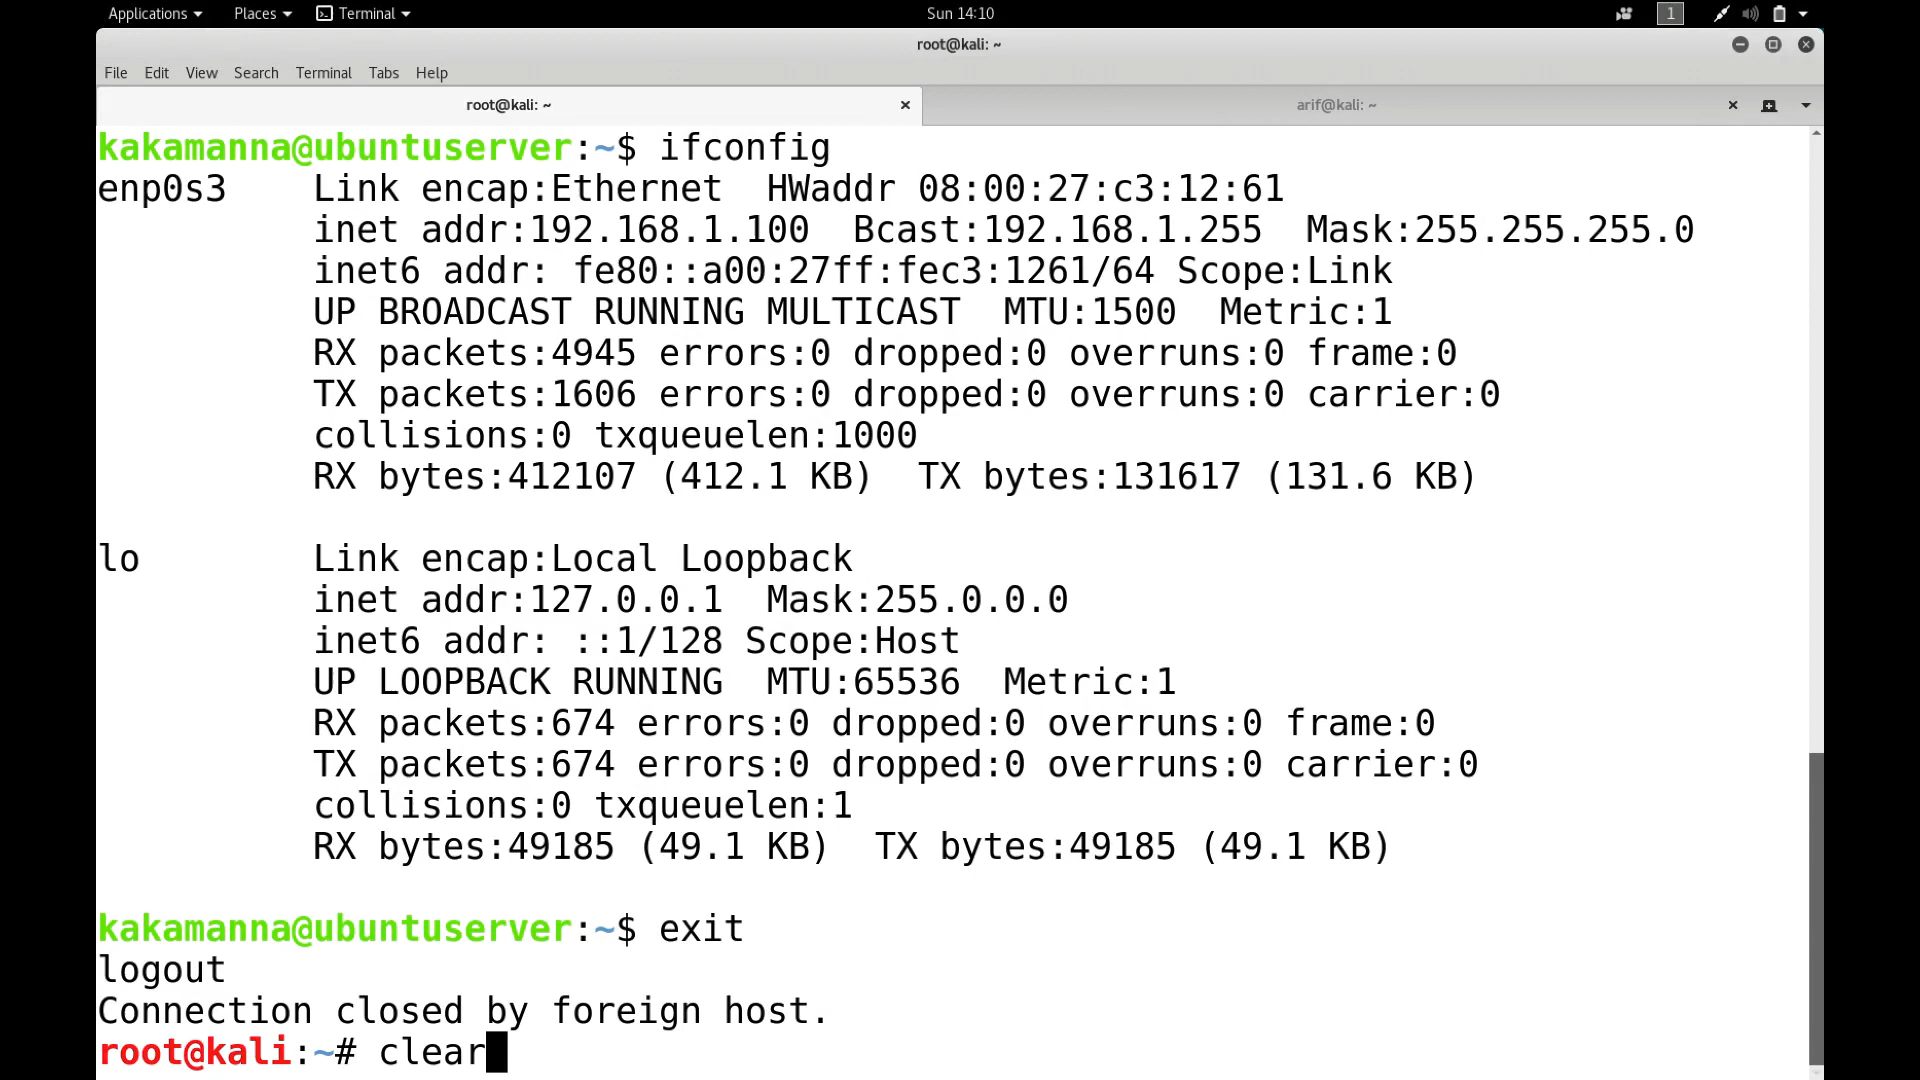 Applications Places Terminal Sun 14:10 1
root@kali: ~
File Edit View Search Terminal Tabs Help
root@kali: ~ arif@kali: ~
kakamanna@ubuntuserver:~$ ifconfig
enp0s3 Link encap:Ethernet HWaddr 08:00:27:c3:12:61
inet addr:192.168.1.100 Bcast:192.168.1.255 Mask:255.255.255.0
inet6 addr: fe80::a00:27ff:fec3:1261/64 Scope:Link
UP BROADCAST RUNNING MULTICAST MTU:1500 Metric:1
RX packets:4945 errors:0 dropped:0 overruns:0 frame:0
TX packets:1606 errors:0 dropped:0 overruns:0 carrier:0
collisions:0 txqueuelen:1000
RX bytes:412107 (412.1 KB) TX bytes:131617 (131.6 KB)
lo Link encap:Local Loopback
inet addr:127.0.0.1 Mask:255.0.0.0
inet6 addr: ::1/128 Scope:Host
UP LOOPBACK RUNNING MTU:65536 Metric:1
RX packets:674 errors:0 dropped:0 overruns:0 frame:0
TX packets:674 errors:0 dropped:0 overruns:0 carrier:0
collisions:0 txqueuelen:1
RX bytes:49185 (49.1 KB) TX bytes:49185 (49.1 KB)
kakamanna@ubuntuserver:~$ exit
logout
Connection closed by foreign host.
root@kali:~# clear